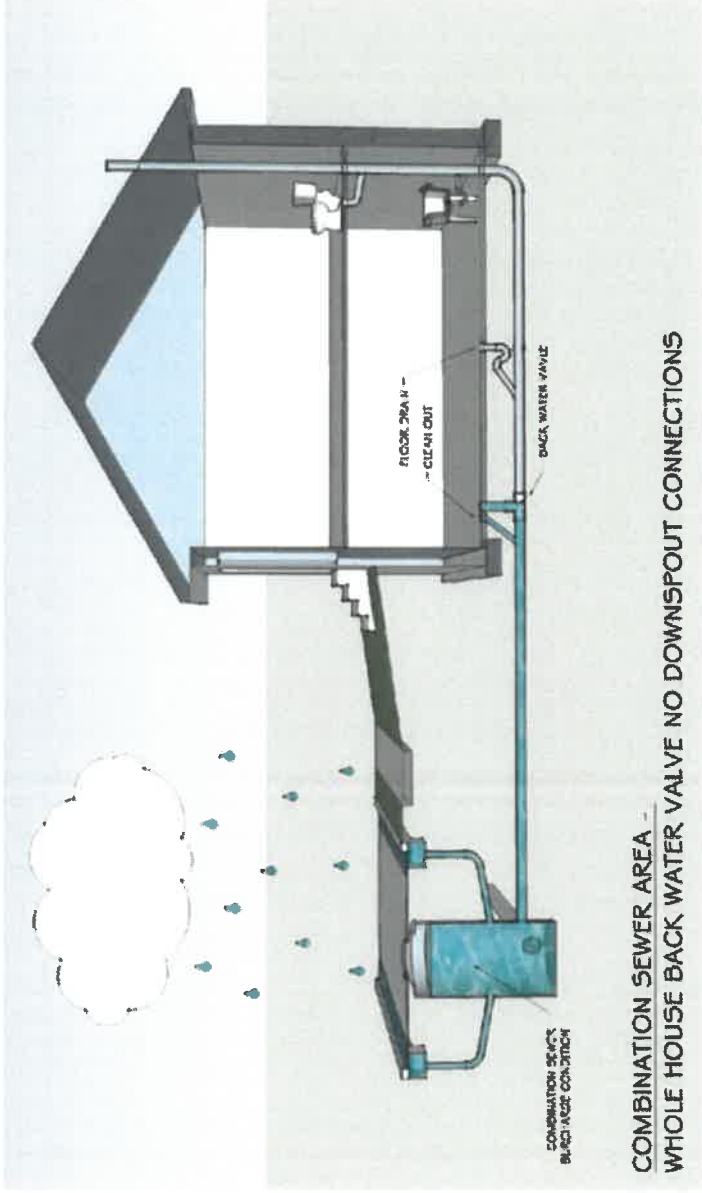 FLOOR DRAIN –
– CLEAN OUT
BACK WATER VAVLE
COMBINATION SEWER
SURCHARGE CONDITION
COMBINATION SEWER AREA –
WHOLE HOUSE BACK WATER VALVE NO DOWNSPOUT CONNECTIONS